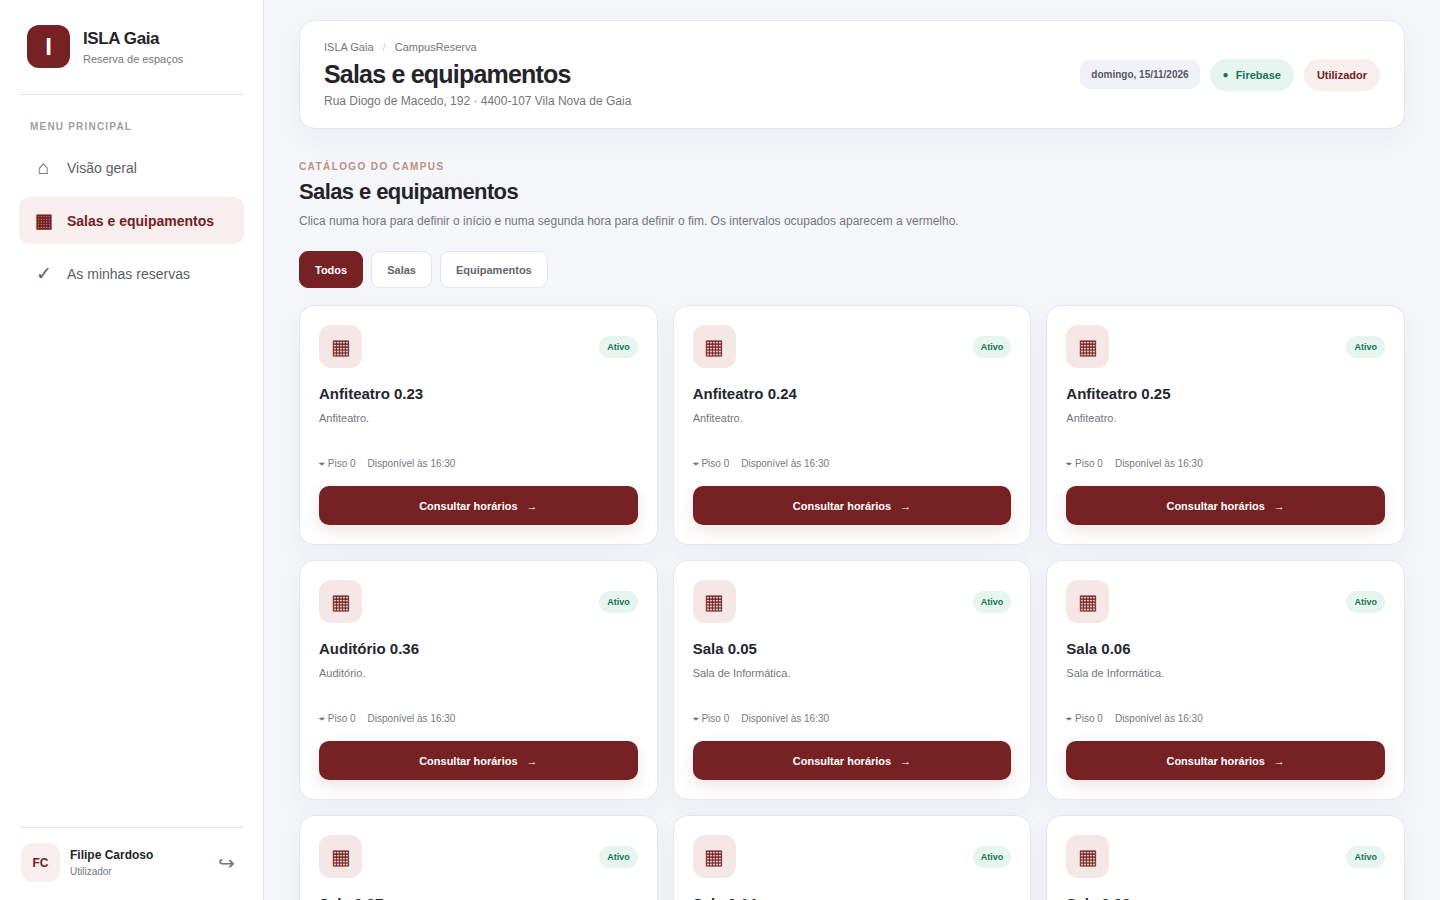 I
ISLA Gaia
Reserva de espaços
MENU PRINCIPAL
Visão geral
Salas e equipamentos
As minhas reservas
FC
Filipe Cardoso
Utilizador
ISLA Gaia / CampusReserva
Salas e equipamentos
Rua Diogo de Macedo, 192 · 4400-107 Vila Nova de Gaia
domingo, 15/11/2026
Firebase
Utilizador
CATÁLOGO DO CAMPUS
Salas e equipamentos
Clica numa hora para definir o início e numa segunda hora para definir o fim. Os intervalos ocupados aparecem a vermelho.
Todos
Salas
Equipamentos
Ativo
Anfiteatro 0.23
Anfiteatro.
Piso 0 Disponível às 16:30
Consultar horários →
Ativo
Anfiteatro 0.24
Anfiteatro.
Piso 0 Disponível às 16:30
Consultar horários →
Ativo
Anfiteatro 0.25
Anfiteatro.
Piso 0 Disponível às 16:30
Consultar horários →
Ativo
Auditório 0.36
Auditório.
Piso 0 Disponível às 16:30
Consultar horários →
Ativo
Sala 0.05
Sala de Informática.
Piso 0 Disponível às 16:30
Consultar horários →
Ativo
Sala 0.06
Sala de Informática.
Piso 0 Disponível às 16:30
Consultar horários →
Ativo
Ativo
Ativo